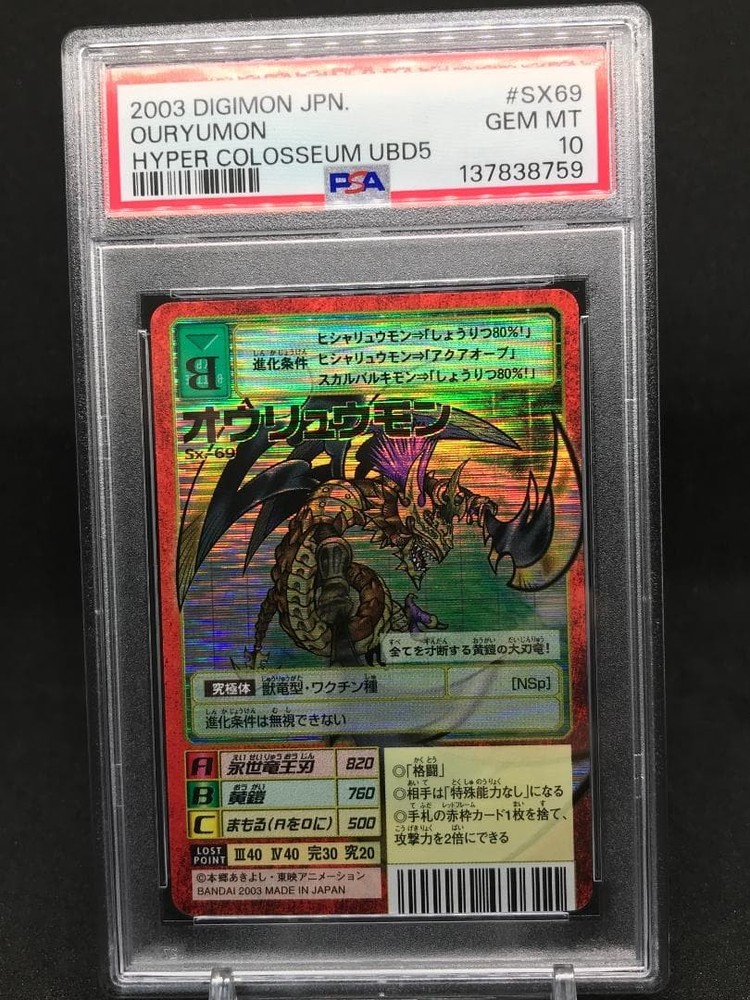 2003 DIGIMON JPN. #SX69
OURYUMON GEM MT
HYPER COLOSSEUM UBD5 10
PSA 137838759
B
進化条件
ヒシャリュウモン⇒「しょうりつ80%!」
ヒシャリュウモン⇒「アクアオーブ」
スカルバルキモン⇒「しょうりつ80%!」
オウリュウモン
Sx-69
全てを寸断する黄鎧の大刃竜!
究極体 獣竜型・ワクチン種 [NSp]
進化条件は無視できない
A 永世竜王刃 820
B 黄鎧 760
C まもる(Aを0に) 500
LOST POINT Ⅲ40 Ⅳ40 完30 究20
◎「格闘」
◎相手は「特殊能力なし」になる
◎手札の赤枠カード1枚を捨て、
攻撃力を2倍にできる
©本郷あきよし・東映アニメーション
BANDAI 2003 MADE IN JAPAN